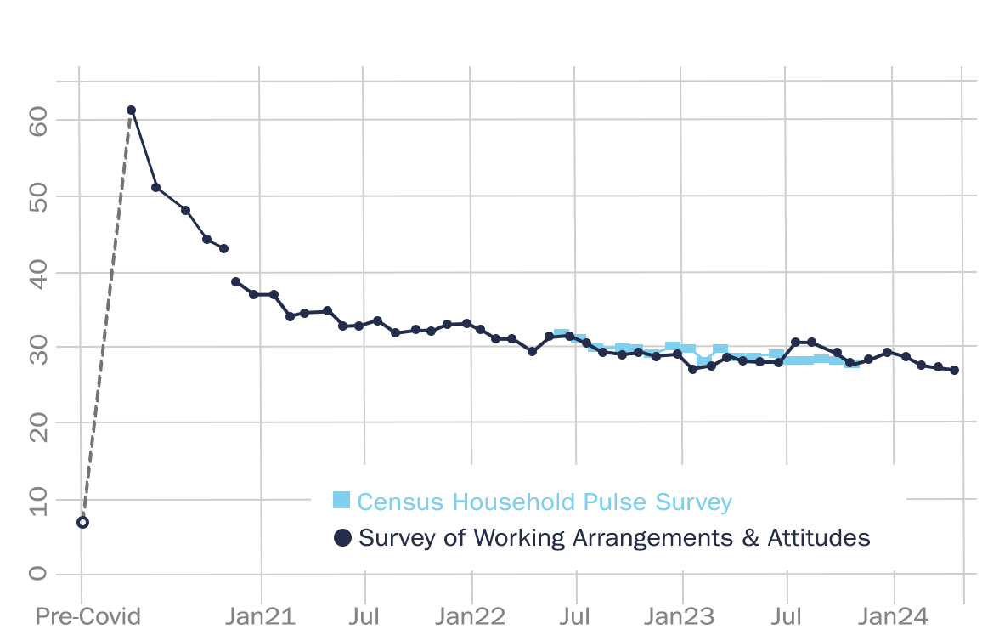 60
50
40
30
20
10
0
Census Household Pulse Survey
Survey of Working Arrangements & Attitudes
Pre-Covid Jan21 Jul Jan22 Jul Jan23 Jul Jan24